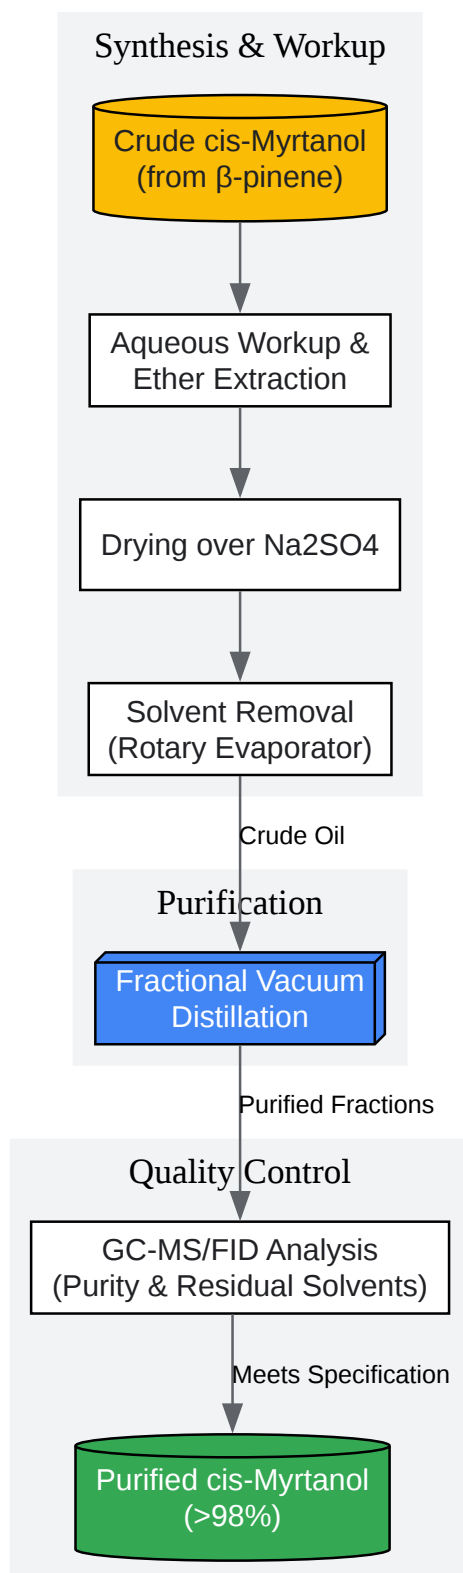 Synthesis & Workup
Crude cis-Myrtanol
(from β-pinene)
Aqueous Workup &
Ether Extraction
Drying over Na2SO4
Solvent Removal
(Rotary Evaporator)
Crude Oil
Purification
Fractional Vacuum
Distillation
Purified Fractions
Quality Control
GC-MS/FID Analysis
(Purity & Residual Solvents)
Meets Specification
Purified cis-Myrtanol
(>98%)